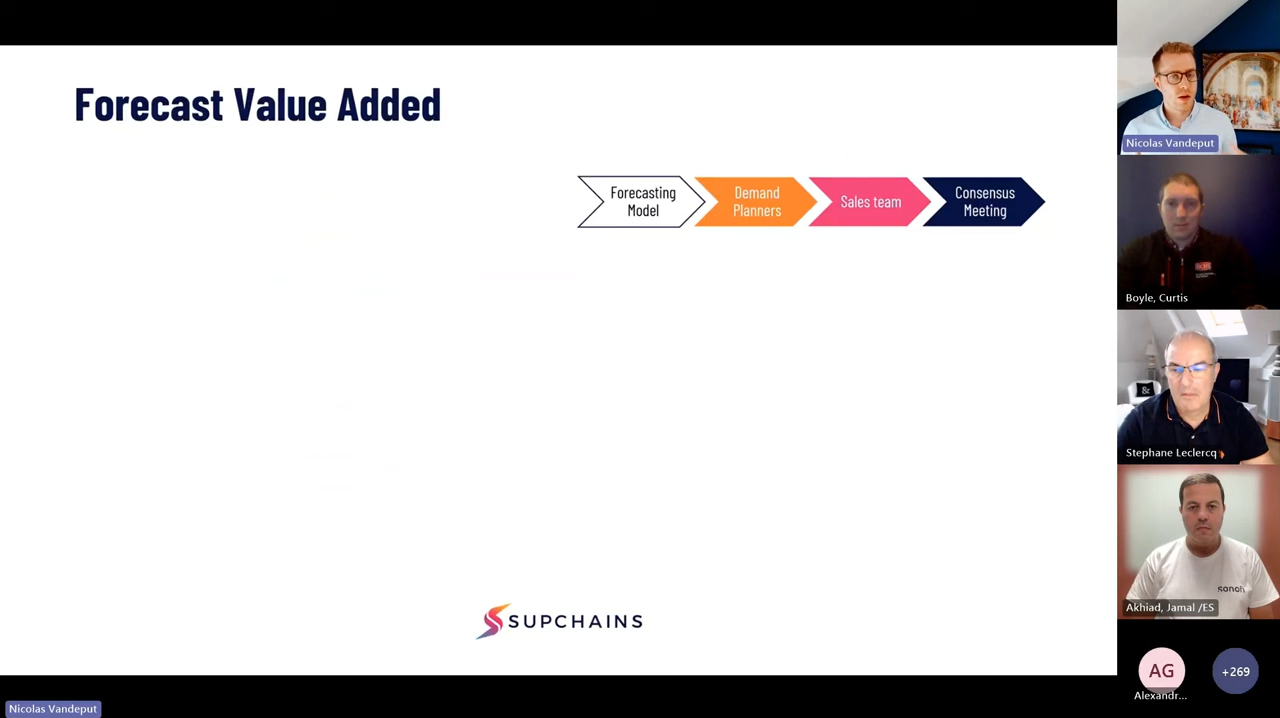 Forecast Value Added
Forecasting
Model
Demand
Planners
Sales team
Consensus
Meeting
SUPCHAINS
Nicolas Vandeput
Boyle, Curtis
Stephane Leclercq
&
sanofi
Akhiad, Jamal /ES
AG
Alexandr...
+269
Nicolas Vandeput